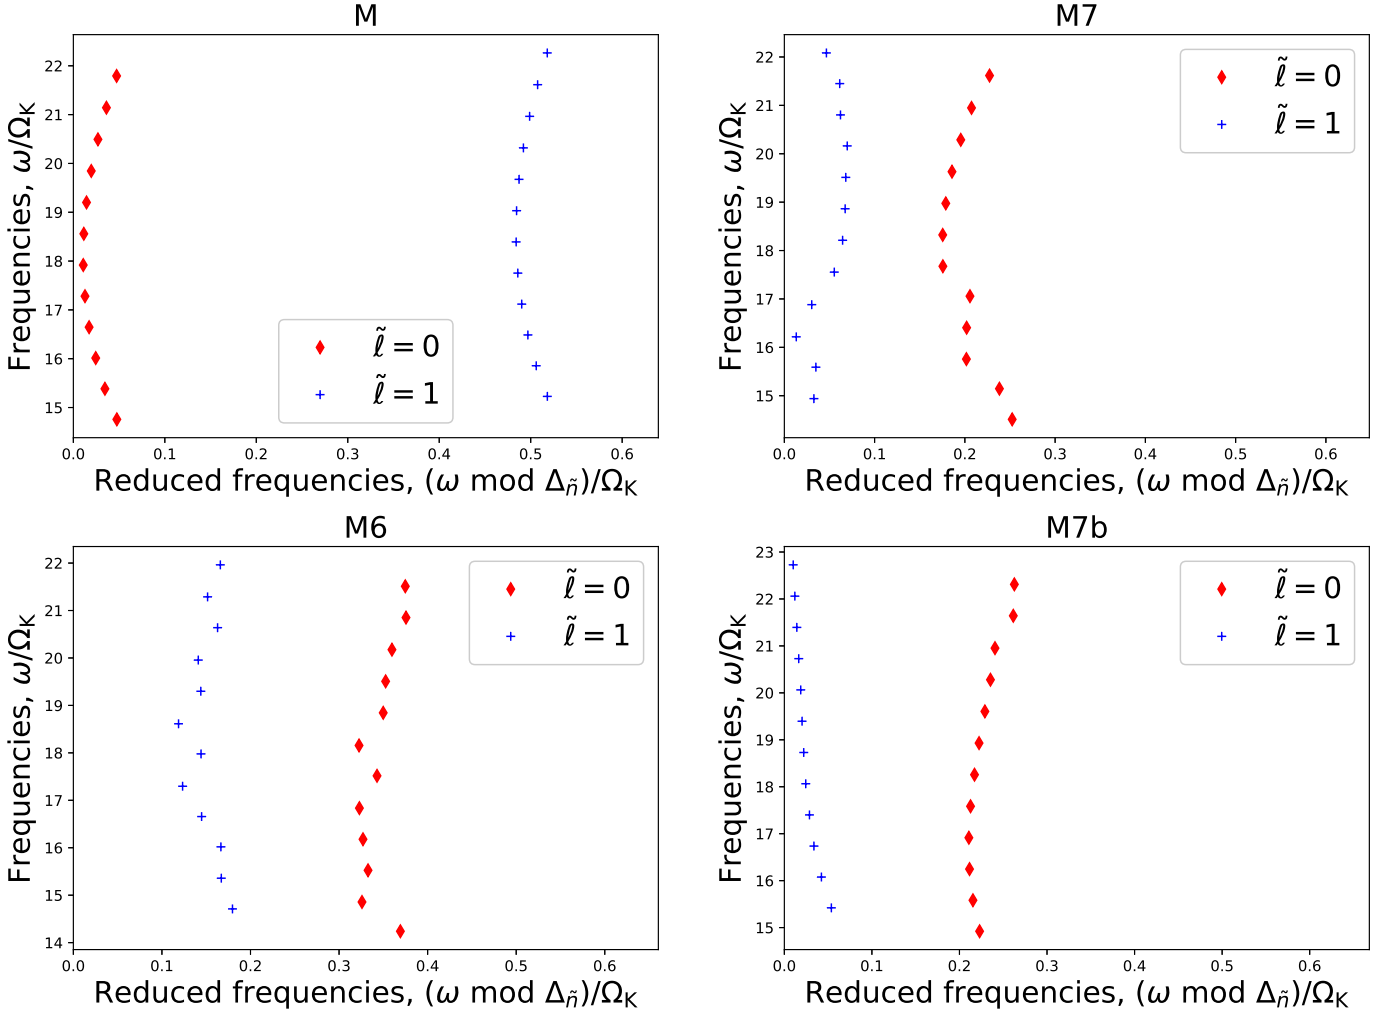 M
Frequencies, ω/Ω_K
22
21
20
19
18
17
16
15
ℓ̃ = 0
ℓ̃ = 1
0.0 0.1 0.2 0.3 0.4 0.5 0.6
Reduced frequencies, (ω mod Δ_ñ)/Ω_K
M7
Frequencies, ω/Ω_K
22
21
20
19
18
17
16
15
ℓ̃ = 0
ℓ̃ = 1
0.0 0.1 0.2 0.3 0.4 0.5 0.6
Reduced frequencies, (ω mod Δ_ñ)/Ω_K
M6
Frequencies, ω/Ω_K
22
21
20
19
18
17
16
15
14
ℓ̃ = 0
ℓ̃ = 1
0.0 0.1 0.2 0.3 0.4 0.5 0.6
Reduced frequencies, (ω mod Δ_ñ)/Ω_K
M7b
Frequencies, ω/Ω_K
23
22
21
20
19
18
17
16
15
ℓ̃ = 0
ℓ̃ = 1
0.0 0.1 0.2 0.3 0.4 0.5 0.6
Reduced frequencies, (ω mod Δ_ñ)/Ω_K